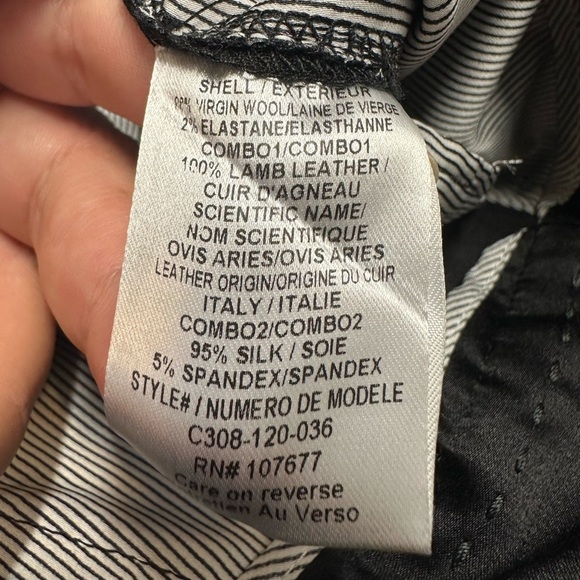 SHELL / EXTERIEUR
98% VIRGIN WOOL/LAINE DE VIERGE
2% ELASTANE/ELASTHANNE
COMBO1/COMBO1
100% LAMB LEATHER /
CUIR D'AGNEAU
SCIENTIFIC NAME/
NOM SCIENTIFIQUE
OVIS ARIES/OVIS ARIES
LEATHER ORIGIN/ORIGINE DU CUIR
ITALY / ITALIE
COMBO2/COMBO2
95% SILK / SOIE
5% SPANDEX/SPANDEX
STYLE# / NUMERO DE MODELE
C308-120-036
RN# 107677
Care on reverse
Entretien Au Verso